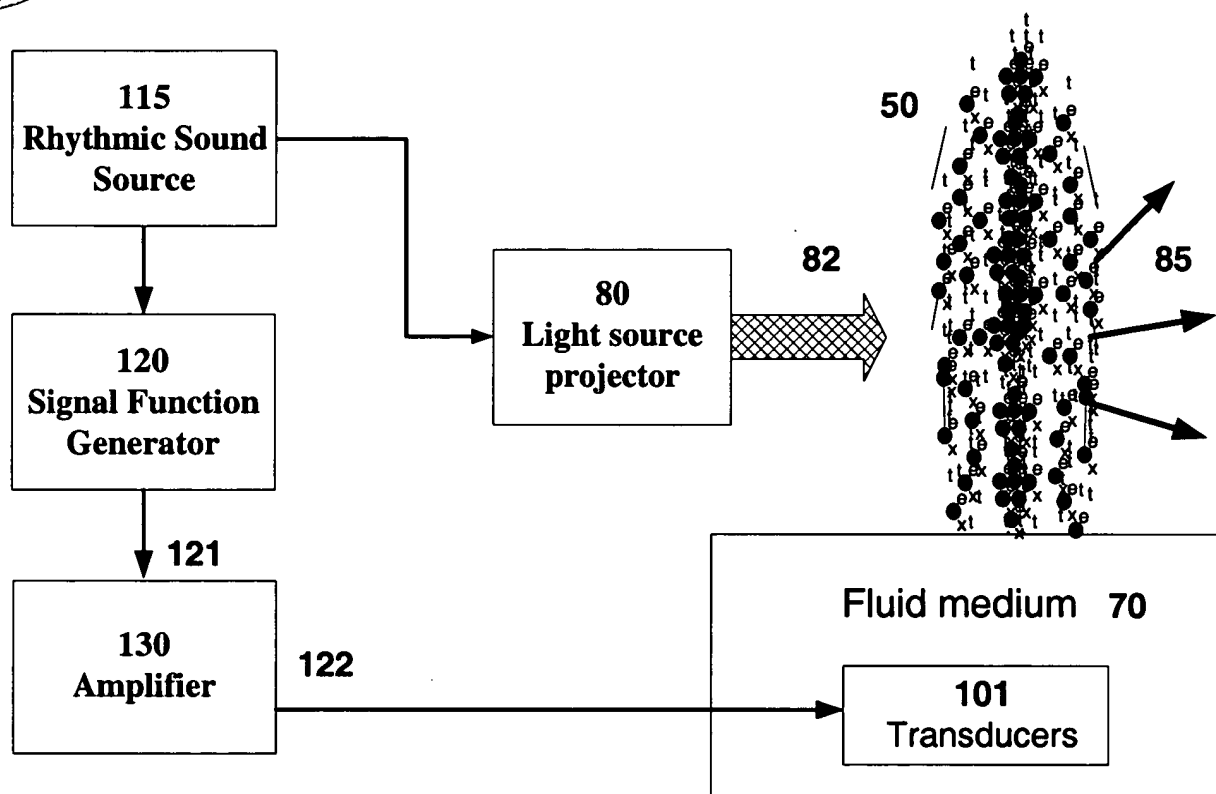 115
Rhythmic Sound
Source
50
82
85
80
Light source
projector
120
Signal Function
Generator
121
Fluid medium 70
130
Amplifier
122
101
Transducers